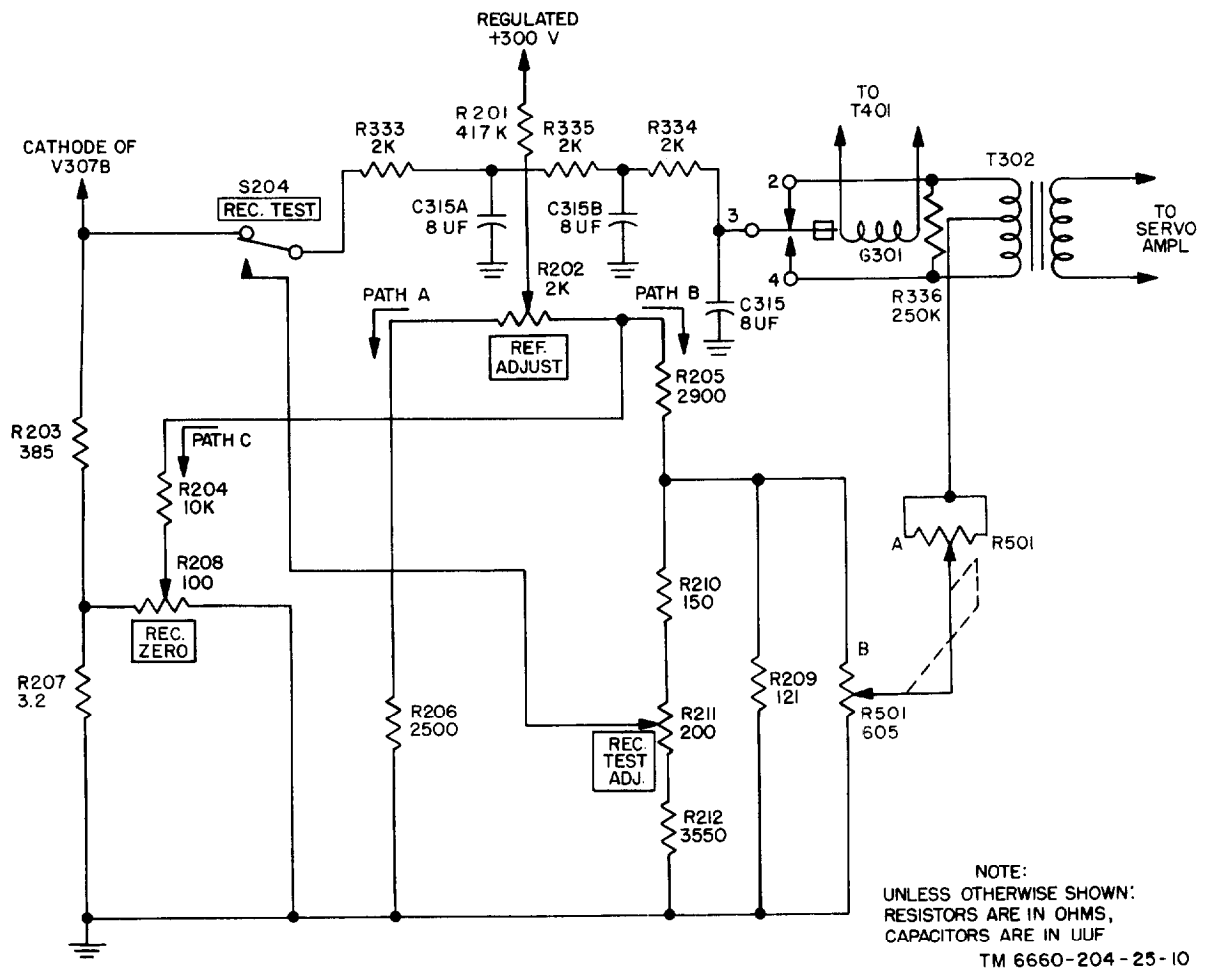 REGULATED
+300 V
R201
417K
R333
2K
R335
2K
R334
2K
TO
T401
CATHODE OF
V307B
S204
REC. TEST
C315A
8 UF
C315B
8 UF
2
3
4
T302
G301
TO
SERVO
AMPL
R202
2K
R336
250K
C315
8UF
PATH A
PATH B
REF.
ADJUST
R205
2900
R203
385
PATH C
R204
10K
A
R501
R208
100
R210
150
REC.
ZERO
B
R207
3.2
R206
2500
R211
200
R209
121
R501
605
REC.
TEST
ADJ.
R212
3550
NOTE:
UNLESS OTHERWISE SHOWN:
RESISTORS ARE IN OHMS,
CAPACITORS ARE IN UUF
TM 6660-204-25-10